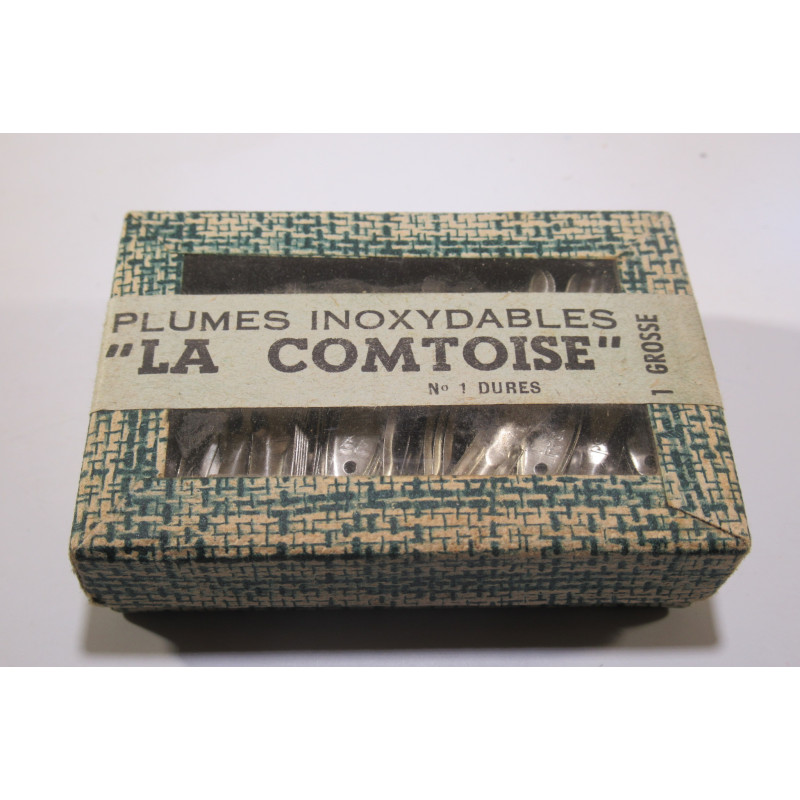 PLUMES INOXYDABLES
"LA COMTOISE"
No 1 DURES
1 GROSSE